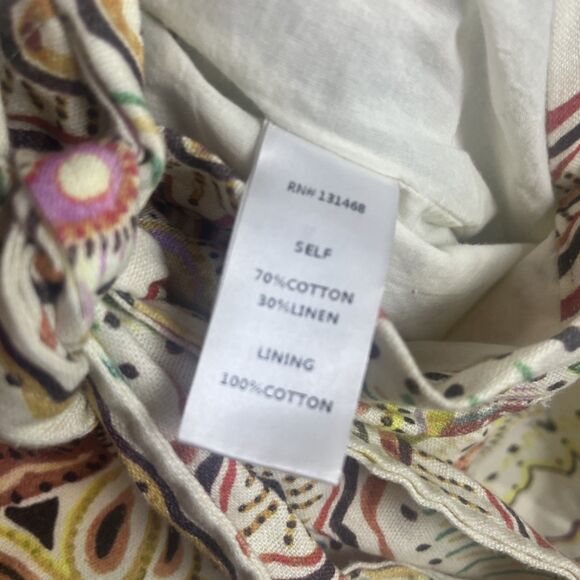 RN# 131468
SELF
70%COTTON
30%LINEN
LINING
100%COTTON